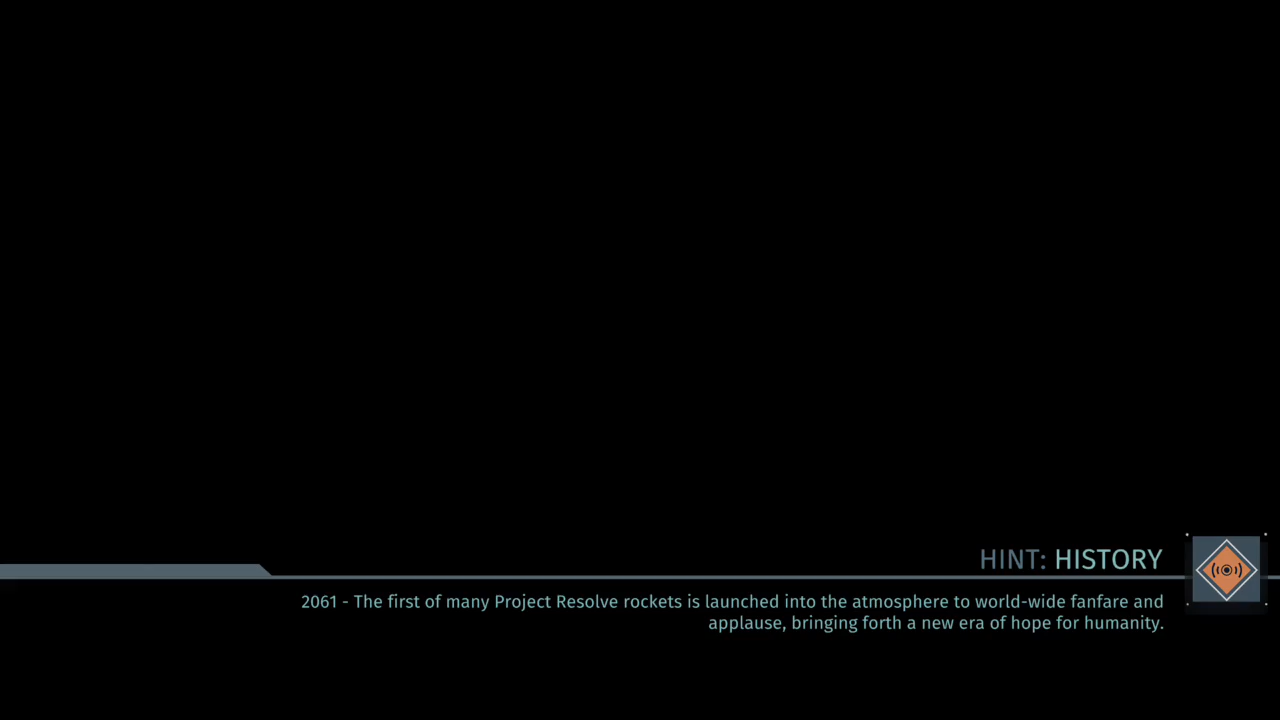 HINT: HISTORY
2061 - The first of many Project Resolve rockets is launched into the atmosphere to world-wide fanfare and
applause, bringing forth a new era of hope for humanity.